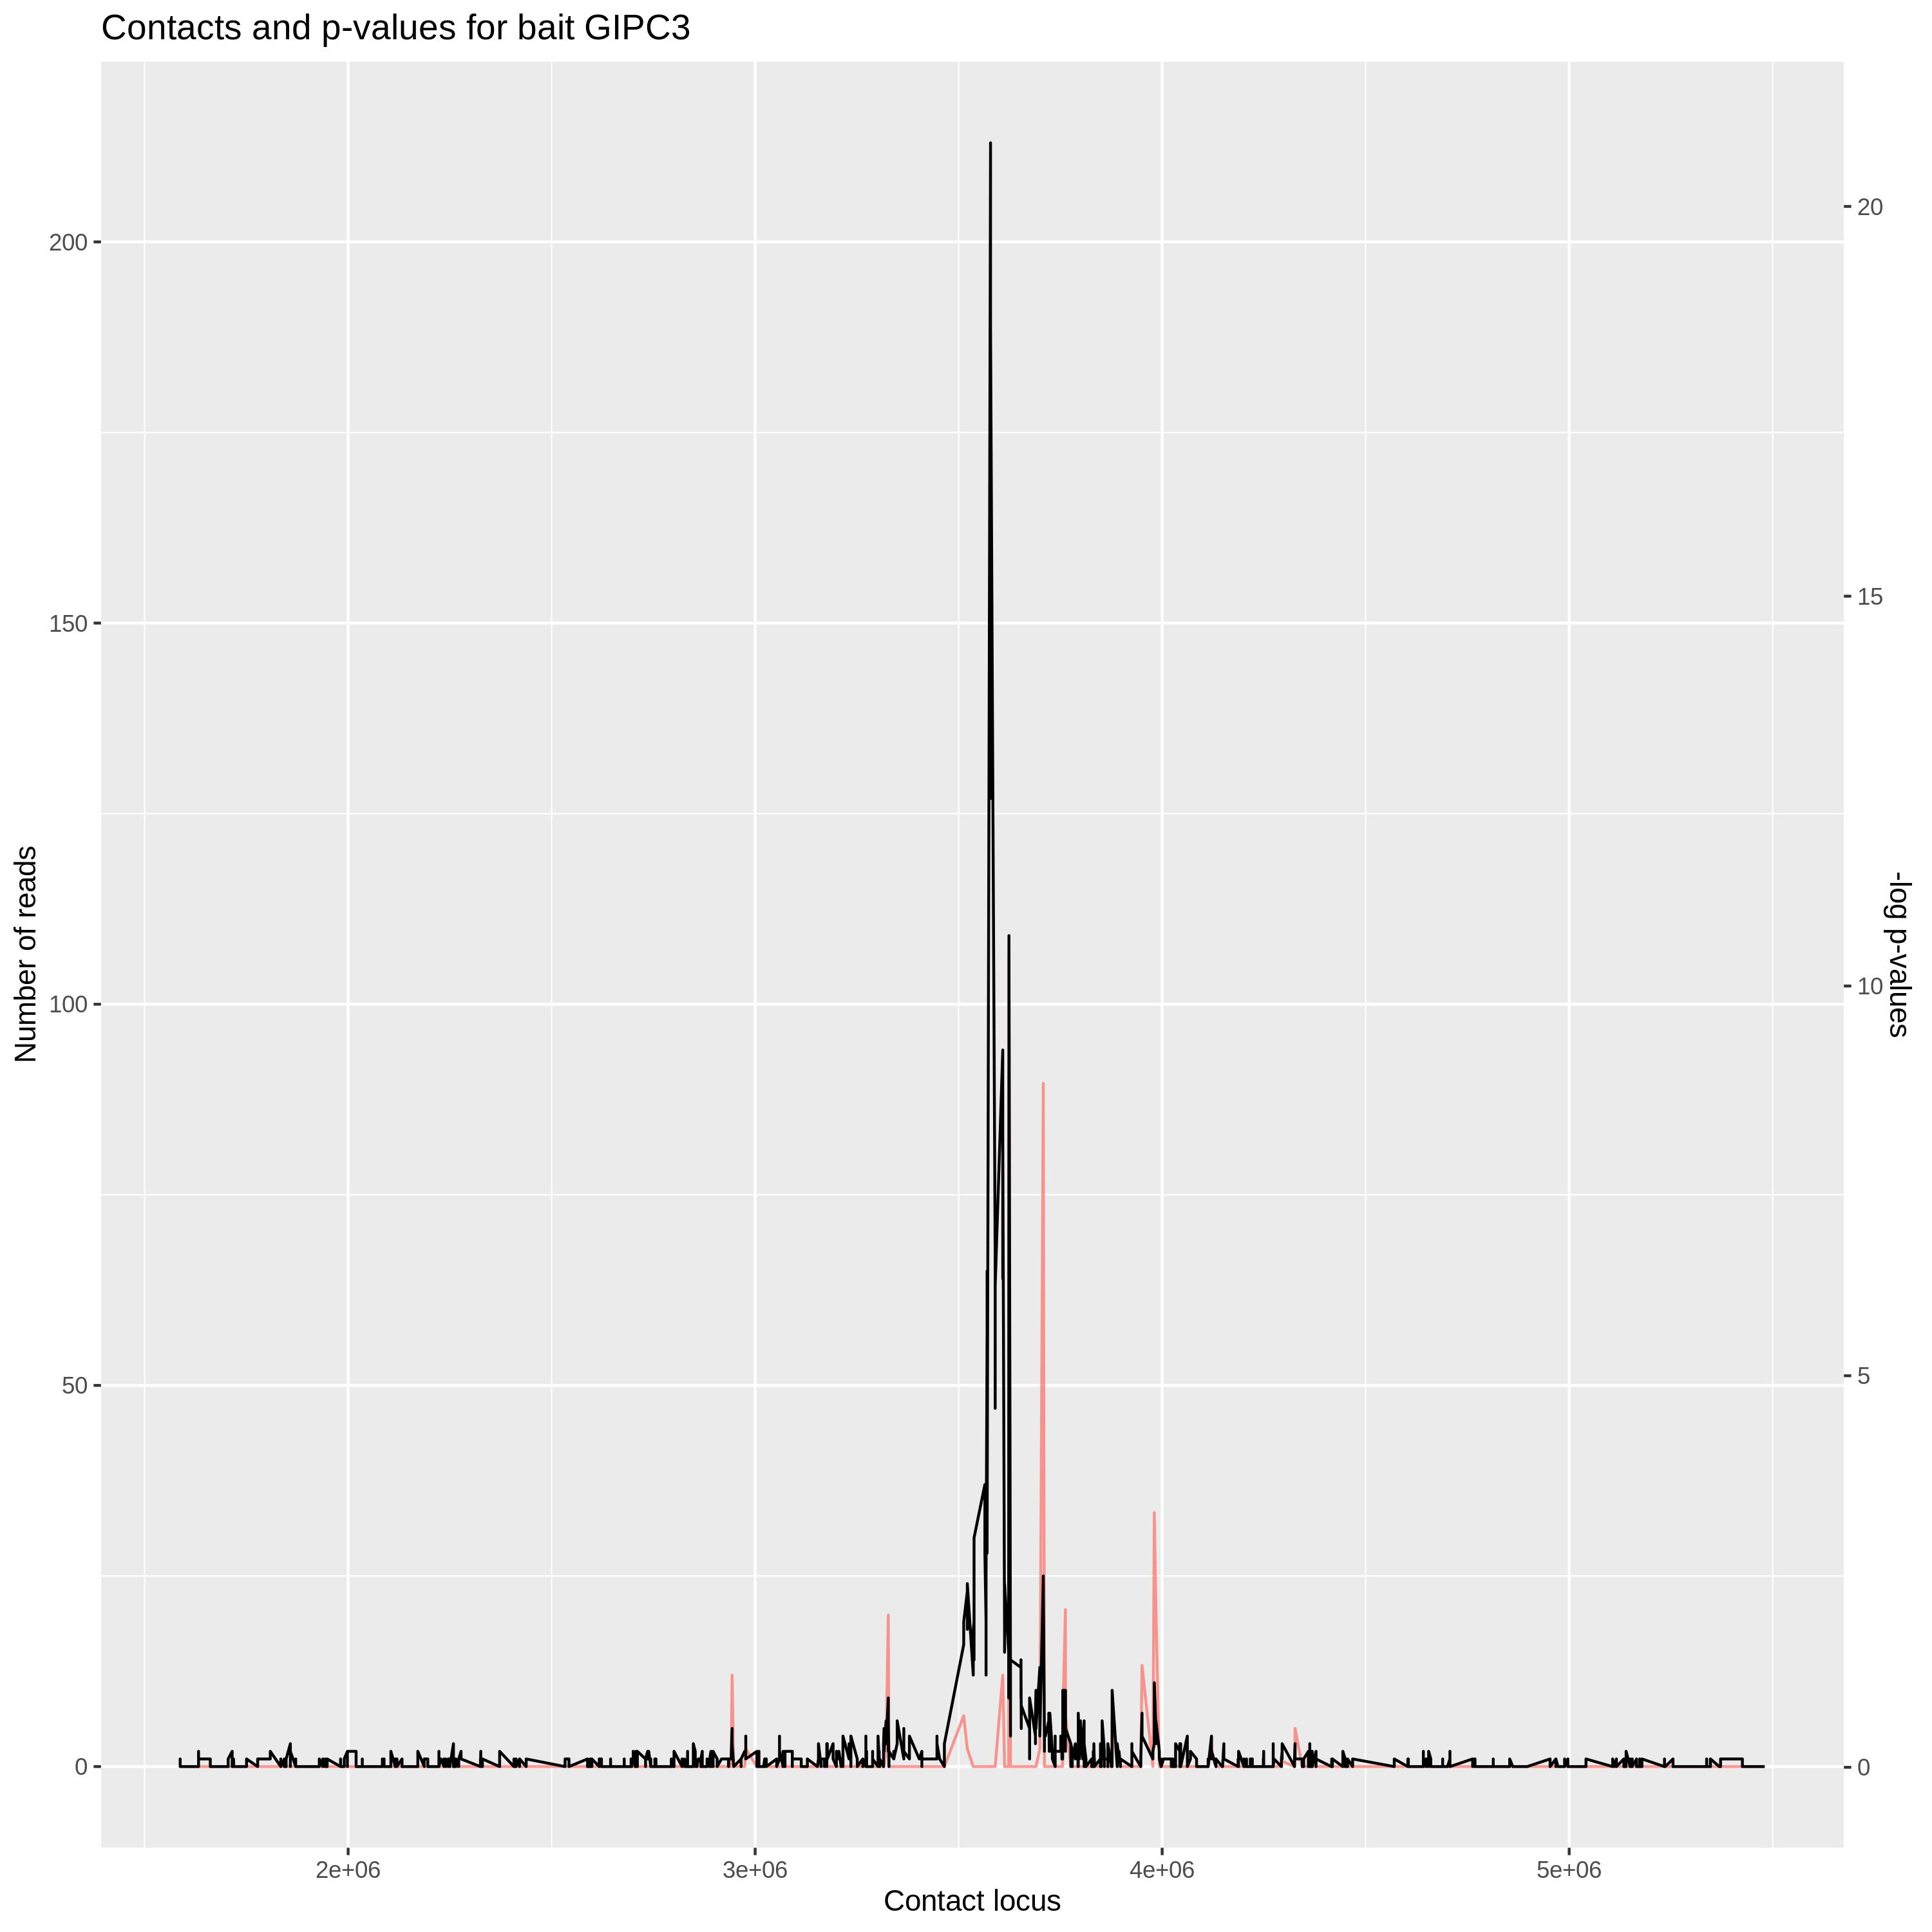 Contacts and p-values for bait GIPC3
Number of reads
200
150
100
50
0
20
15
10
5
0
-log p-values
2e+06
3e+06
4e+06
5e+06
Contact locus